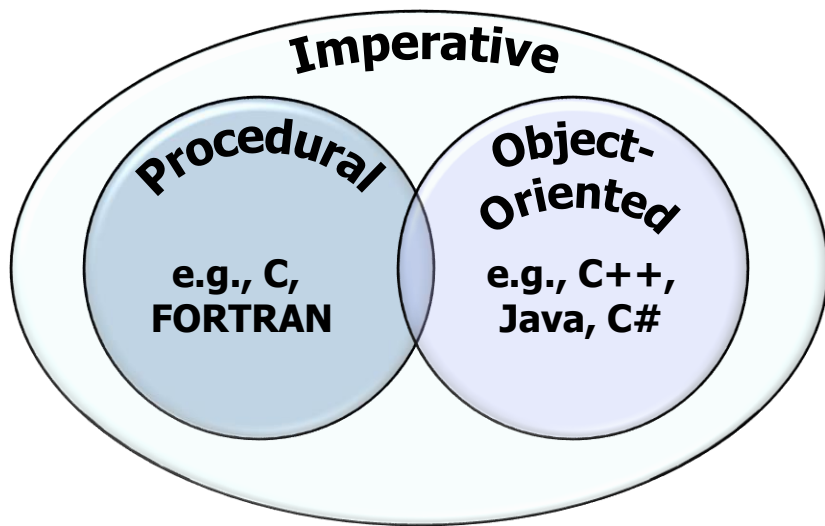 Imperative
Procedural
e.g., C,
FORTRAN
Object-
Oriented
e.g., C++,
Java, C#